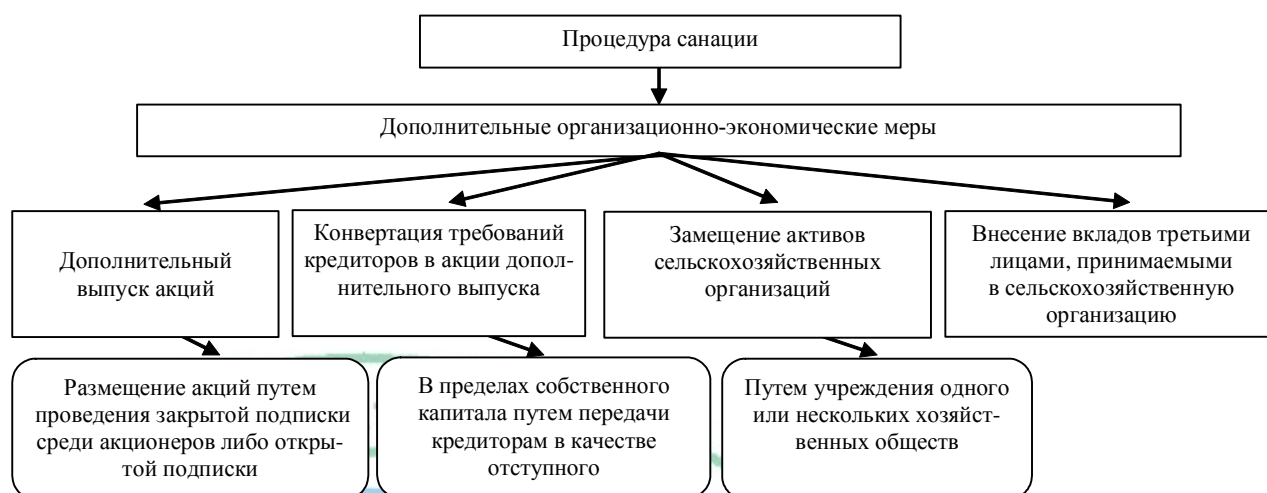 Процедура санации
Дополнительные организационно-экономические меры
Дополнительный
выпуск акций
Конвертация требований
кредиторов в акции допол-
нительного выпуска
Замещение активов
сельскохозяйственных
организаций
Внесение вкладов третьими
лицами, принимаемыми
в сельскохозяйственную
организацию
Размещение акций путем
проведения закрытой подписки
среди акционеров либо откры-
той подписки
В пределах собственного
капитала путем передачи
кредиторам в качестве
отступного
Путем учреждения одного
или нескольких хозяйст-
венных обществ